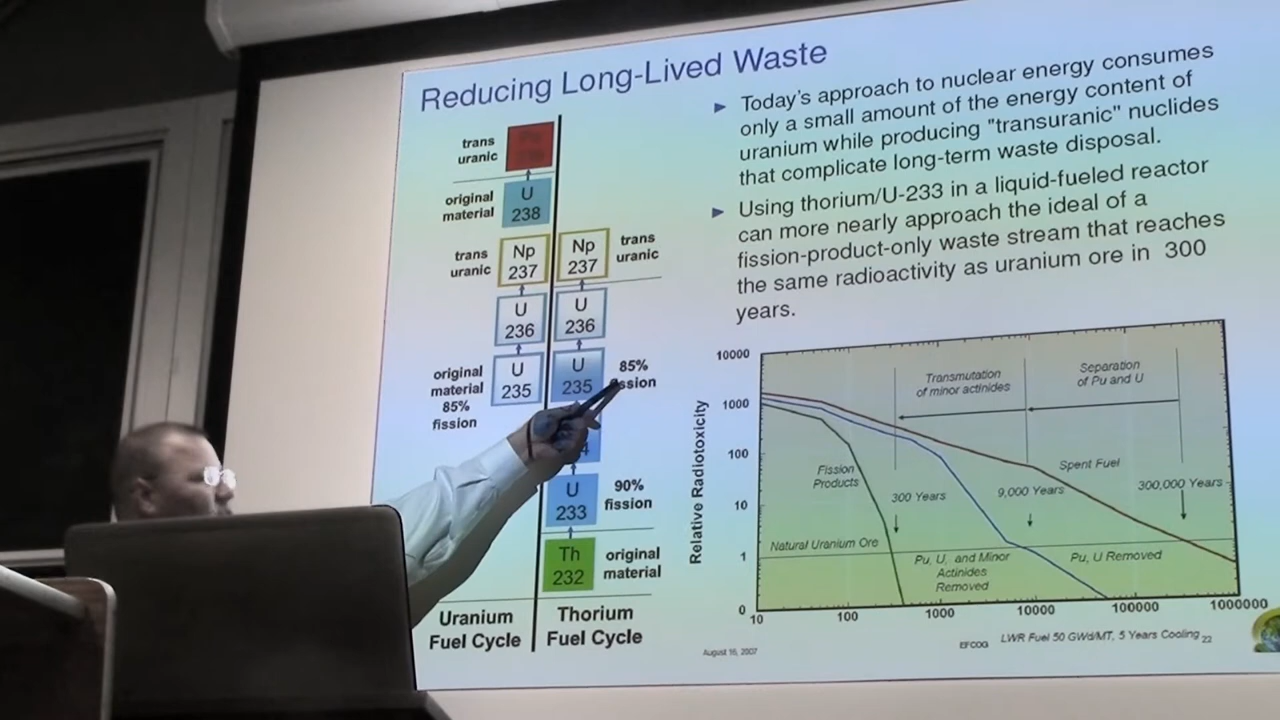 Reducing Long-Lived Waste
► Today's approach to nuclear energy consumes
only a small amount of the energy content of
uranium while producing "transuranic" nuclides
that complicate long-term waste disposal.
► Using thorium/U-233 in a liquid-fueled reactor
can more nearly approach the ideal of a
fission-product-only waste stream that reaches
the same radioactivity as uranium ore in 300
years.
trans
uranic
original
material
U
238
trans
uranic
Np
237
Np
237
trans
uranic
U
236
U
236
original
material
85%
fission
U
235
U
235
85%
U
233
90%
fission
Th
232
original
material
Uranium
Fuel Cycle
Thorium
Fuel Cycle
Relative Radiotoxicity
10000
1000
100
10
1
0
10
100
1000
10000
100000
1000000
Transmutation
of minor actinides
Separation
of Pu and U
Fission
Products
Spent Fuel
300 Years
9,000 Years
300,000 Years
Natural Uranium Ore
Pu, U, and Minor
Actinides
Removed
Pu, U Removed
August 16, 2007
EFCOG
LWR Fuel 50 GWd/MT, 5 Years Cooling
22